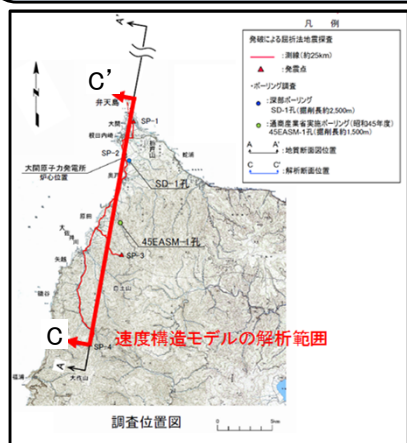 凡例
発破による屈折法地震探査
:測線(約25km)
:発震点
・ボーリング調査
:深部ボーリング
SD-1孔(掘削長約2,500m)
:通商産業省実施ボーリング(昭和45年度)
45EASM-1孔(掘削長約1,500m)
A A' :地質断面図位置
C C' :解析断面位置
A'
C'
弁天島
SP-1
大間
SP-2
大間原子力発電所
炉心位置
奥戸
SD-1孔
45EASM-1孔
SP-3
C
SP-4
速度構造モデルの解析範囲
A
大作山
調査位置図
0 5km